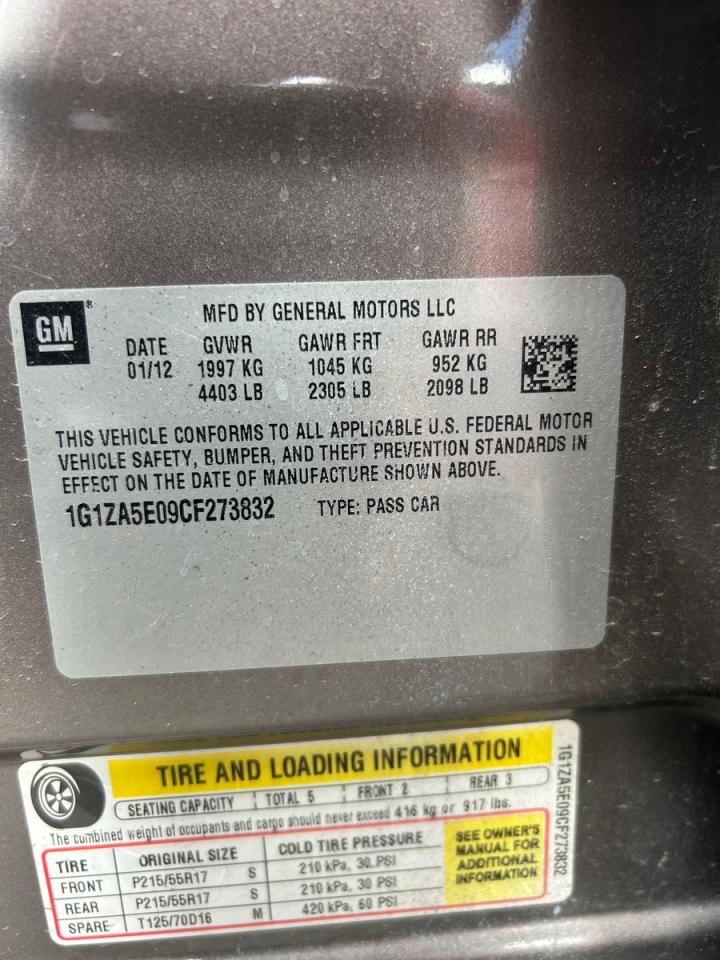 GM ®
MFD BY GENERAL MOTORS LLC
DATE GVWR GAWR FRT GAWR RR
01/12 1997 KG 1045 KG 952 KG
4403 LB 2305 LB 2098 LB
THIS VEHICLE CONFORMS TO ALL APPLICABLE U.S. FEDERAL MOTOR
VEHICLE SAFETY, BUMPER, AND THEFT PREVENTION STANDARDS IN
EFFECT ON THE DATE OF MANUFACTURE SHOWN ABOVE.
1G1ZA5E09CF273832 TYPE: PASS CAR
TIRE AND LOADING INFORMATION
SEATING CAPACITY TOTAL 5 FRONT 2 REAR 3
The combined weight of occupants and cargo should never exceed 416 kg or 917 lbs.
TIRE ORIGINAL SIZE COLD TIRE PRESSURE
FRONT P215/55R17 S 210 kPa, 30 PSI
REAR P215/55R17 S 210 kPa, 30 PSI
SPARE T125/70D16 M 420 kPa, 60 PSI
SEE OWNER'S
MANUAL FOR
ADDITIONAL
INFORMATION
1G1ZA5E09CF273832